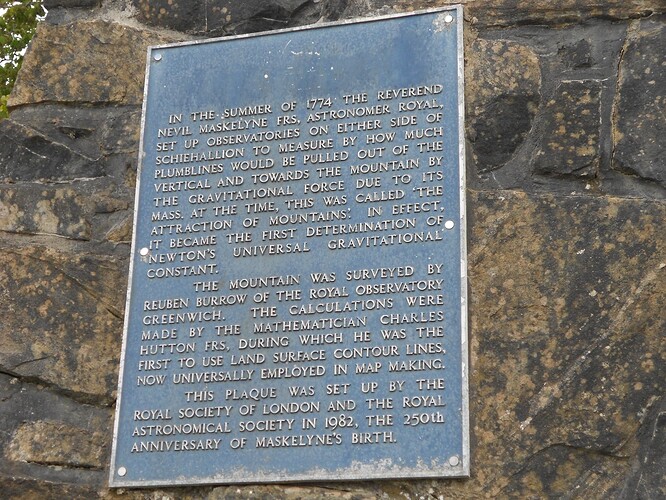 IN THE SUMMER OF 1774 THE REVEREND
NEVIL MASKELYNE FRS, ASTRONOMER ROYAL,
SET UP OBSERVATORIES ON EITHER SIDE OF
SCHIEHALLION TO MEASURE BY HOW MUCH
PLUMBLINES WOULD BE PULLED OUT OF THE
VERTICAL AND TOWARDS THE MOUNTAIN BY
THE GRAVITATIONAL FORCE DUE TO ITS
MASS. AT THE TIME, THIS WAS CALLED 'THE
ATTRACTION OF MOUNTAINS'. IN EFFECT,
IT BECAME THE FIRST DETERMINATION OF
NEWTON'S UNIVERSAL GRAVITATIONAL
CONSTANT.
THE MOUNTAIN WAS SURVEYED BY
REUBEN BURROW OF THE ROYAL OBSERVATORY
GREENWICH. THE CALCULATIONS WERE
MADE BY THE MATHEMATICIAN CHARLES
HUTTON FRS, DURING WHICH HE WAS THE
FIRST TO USE LAND SURFACE CONTOUR LINES,
NOW UNIVERSALLY EMPLOYED IN MAP MAKING.
THIS PLAQUE WAS SET UP BY THE
ROYAL SOCIETY OF LONDON AND THE ROYAL
ASTRONOMICAL SOCIETY IN 1982, THE 250th
ANNIVERSARY OF MASKELYNE'S BIRTH.